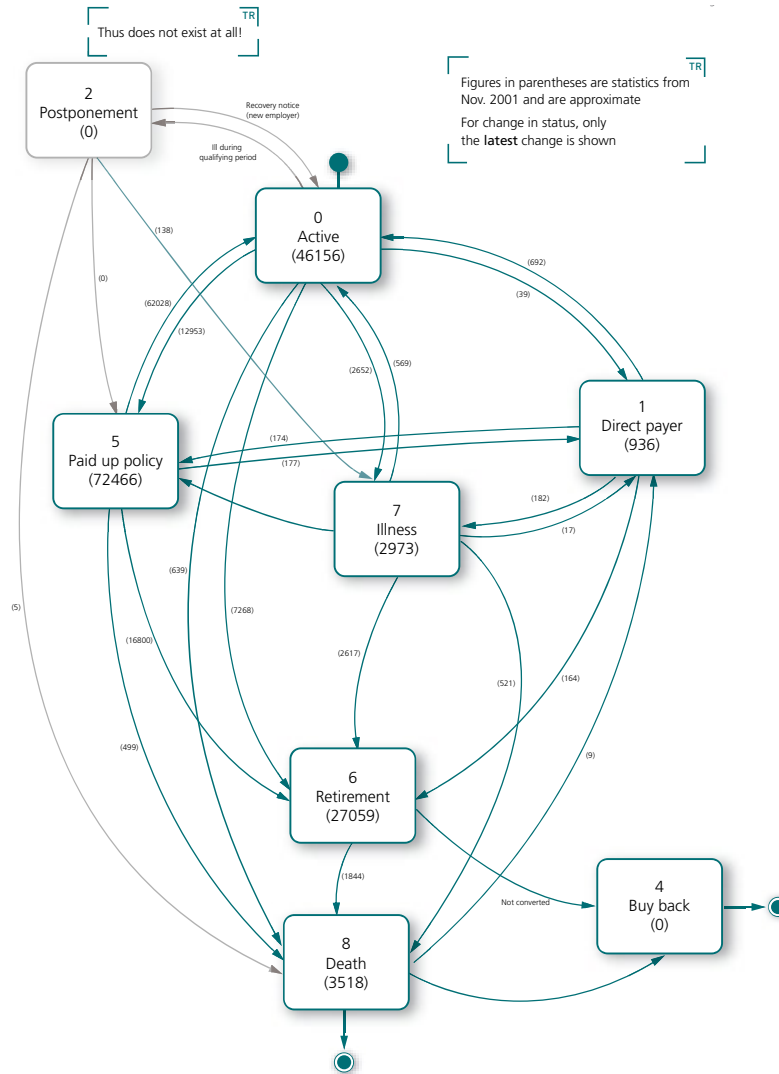 TR
Thus does not exist at all!
TR
Figures in parentheses are statistics from
Nov. 2001 and are approximate
For change in status, only
the latest change is shown
2
Postponement
(0)
Recovery notice
(new employer)
Ill during
qualifying period
0
Active
(46156)
(138)
(0)
(62028)
(12953)
(692)
(39)
(2652)
(569)
1
Direct payer
(936)
5
Paid up policy
(72466)
(174)
(177)
7
Illness
(2973)
(182)
(17)
(639)
(5)
(7268)
(16800)
(2617)
(521)
(164)
(499)
(9)
6
Retirement
(27059)
(1844)
Not converted
4
Buy back
(0)
8
Death
(3518)